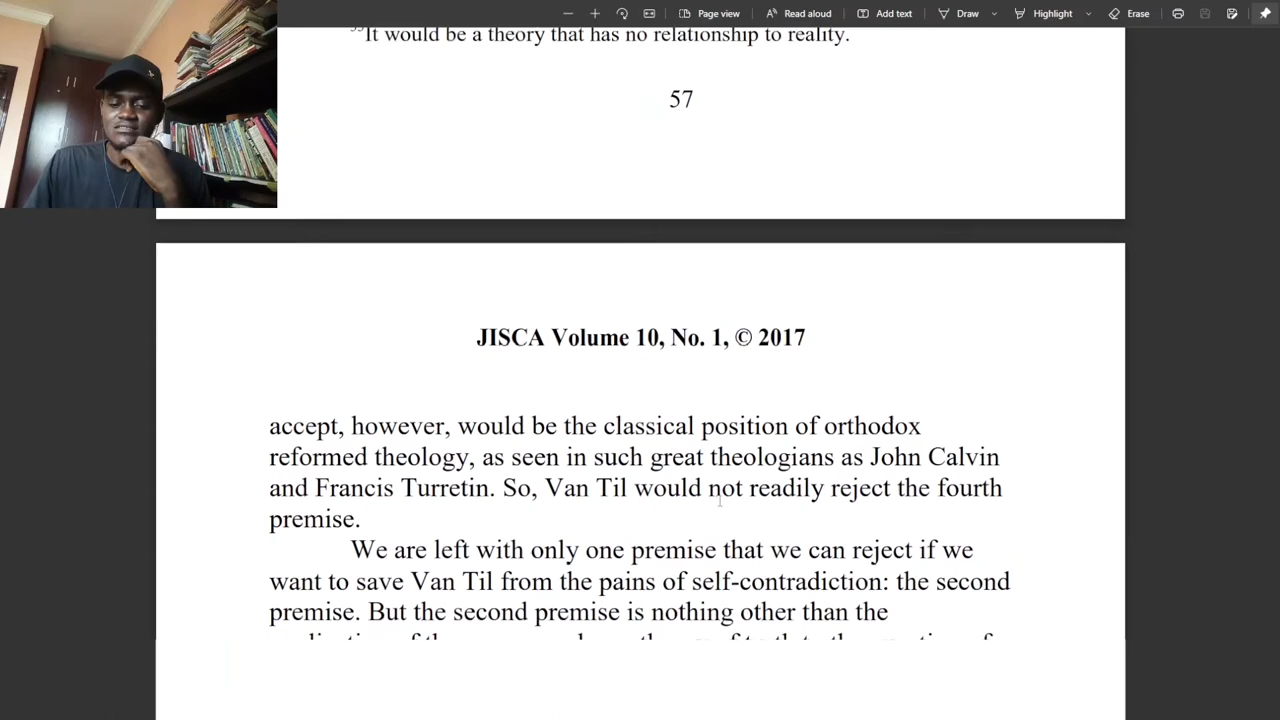 Page view
Read aloud
Add text
Draw
Highlight
Erase
It would be a theory that has no relationship to reality.
57
JISCA Volume 10, No. 1, © 2017
accept, however, would be the classical position of orthodox
reformed theology, as seen in such great theologians as John Calvin
and Francis Turretin. So, Van Til would not readily reject the fourth
premise.
We are left with only one premise that we can reject if we
want to save Van Til from the pains of self-contradiction: the second
premise. But the second premise is nothing other than the